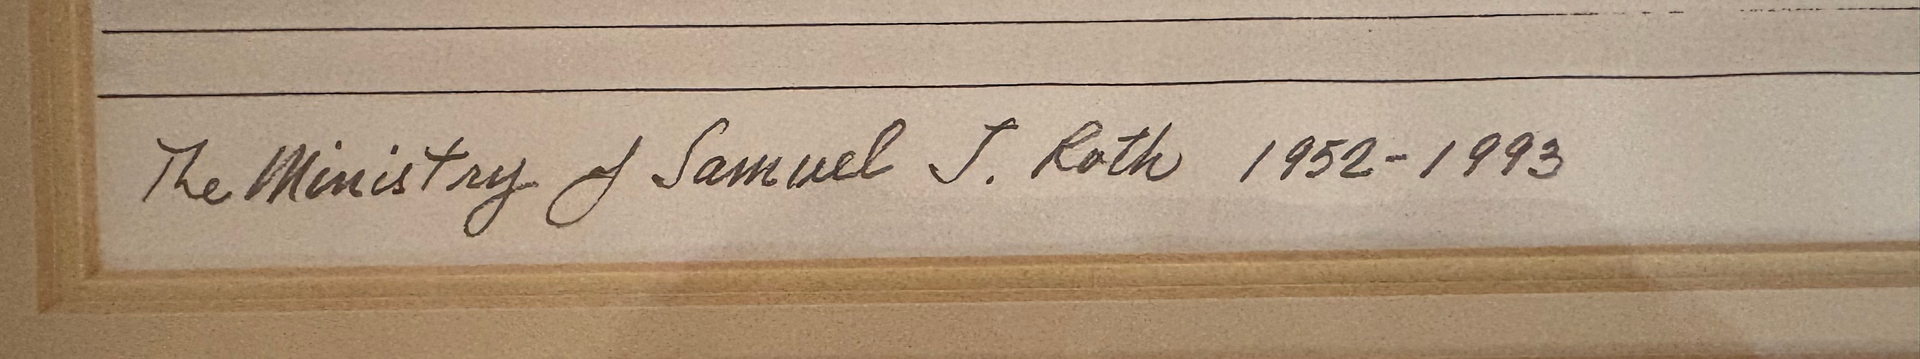 The Ministry of Samuel J. Roth 1952-1993